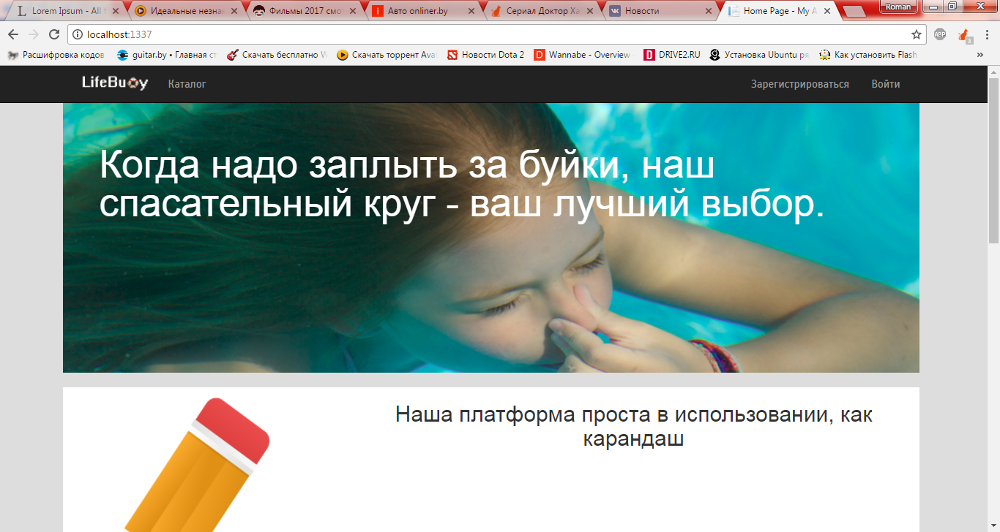 Lorem Ipsum - All
Идеальные незна
Фильмы 2017 смо
Авто onliner.by
Сериал Доктор Ха
Новости
Home Page - My A
Roman
localhost:1337
ABP
3
Расшифровка кодов
guitar.by • Главная ст
Скачать бесплатно
Скачать торрент Ava
Новости Dota 2
Wannabe - Overview
DRIVE2.RU
Установка Ubuntu ря
Как установить Flash
»
LifeBuoy
Каталог
Зарегистрироваться
Войти
Когда надо заплыть за буйки, наш
спасательный круг - ваш лучший выбор.
Наша платформа проста в использовании, как
карандаш